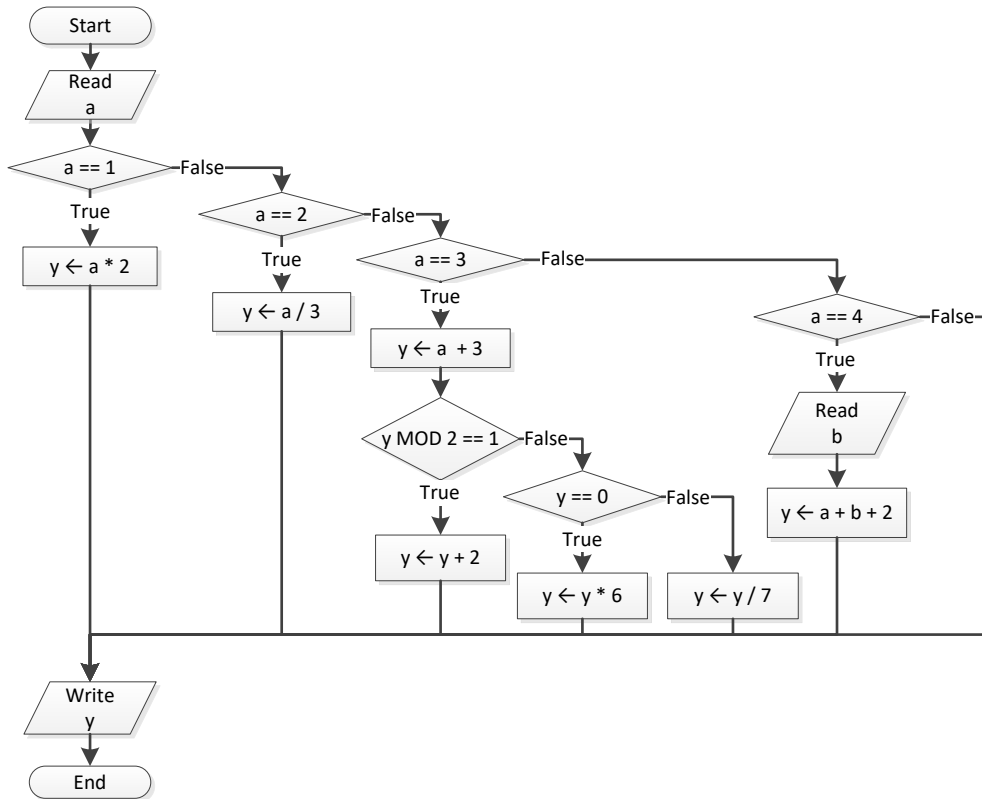 Start
Read
a
a == 1
False
True
y ← a * 2
a == 2
False
True
y ← a / 3
a == 3
False
True
y ← a + 3
y MOD 2 == 1
False
True
y ← y + 2
y == 0
False
True
y ← y * 6
y ← y / 7
a == 4
False
True
Read
b
y ← a + b + 2
Write
y
End